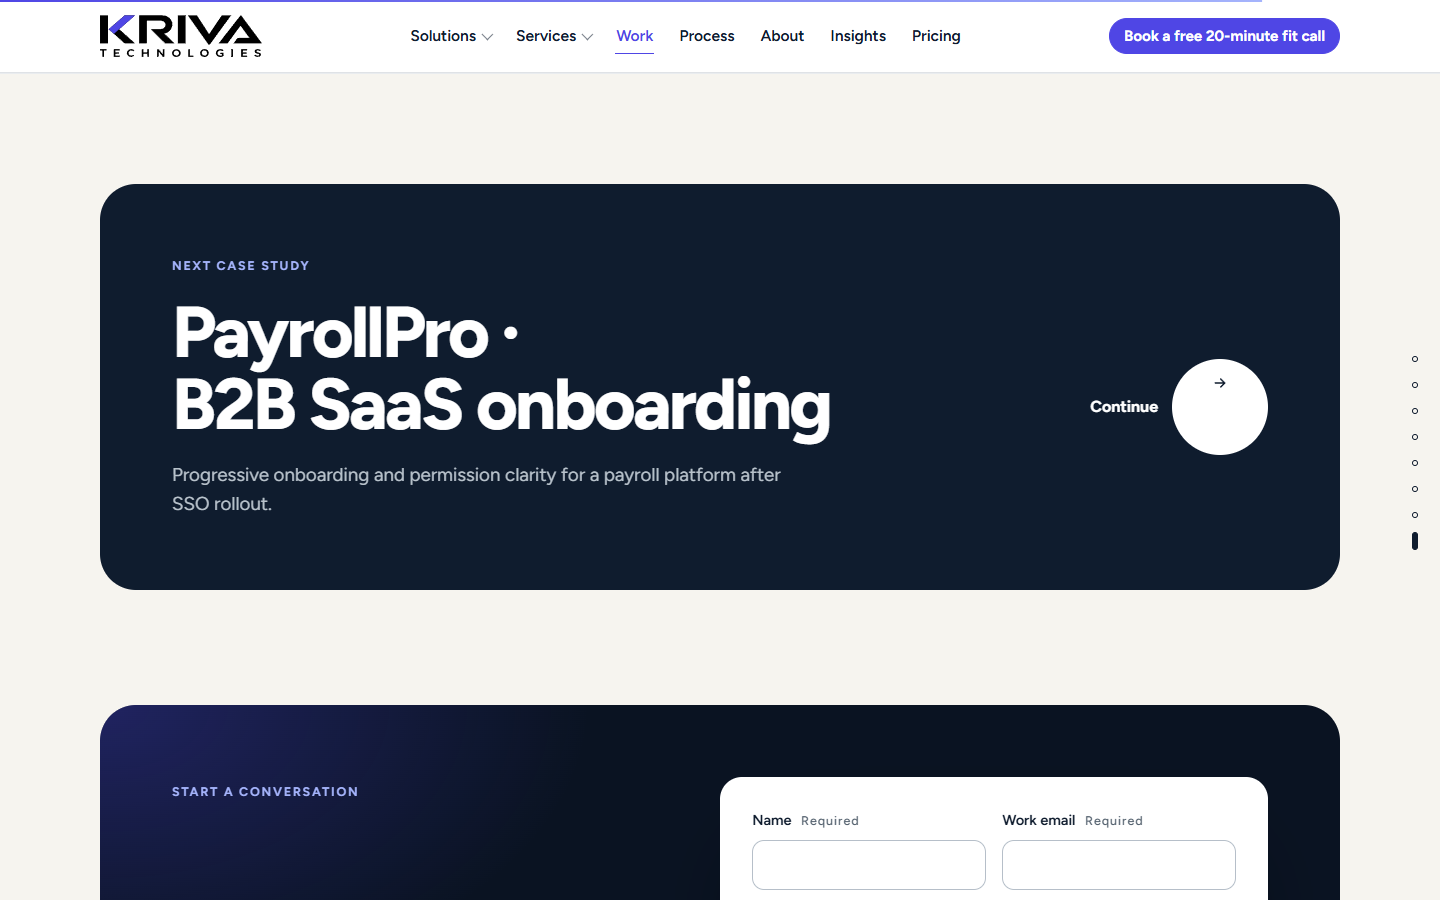 KRIVA
TECHNOLOGIES
Solutions
Services
Work
Process
About
Insights
Pricing
Book a free 20-minute fit call
NEXT CASE STUDY
PayrollPro ·
B2B SaaS onboarding
Progressive onboarding and permission clarity for a payroll platform after
SSO rollout.
Continue →
START A CONVERSATION
Name Required
Work email Required